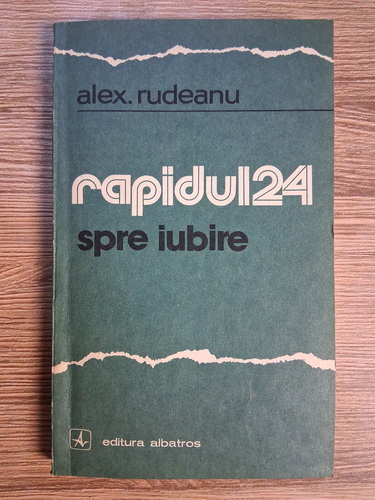 alex.rudeanu
rapidul24
spre iubire
editura albatros